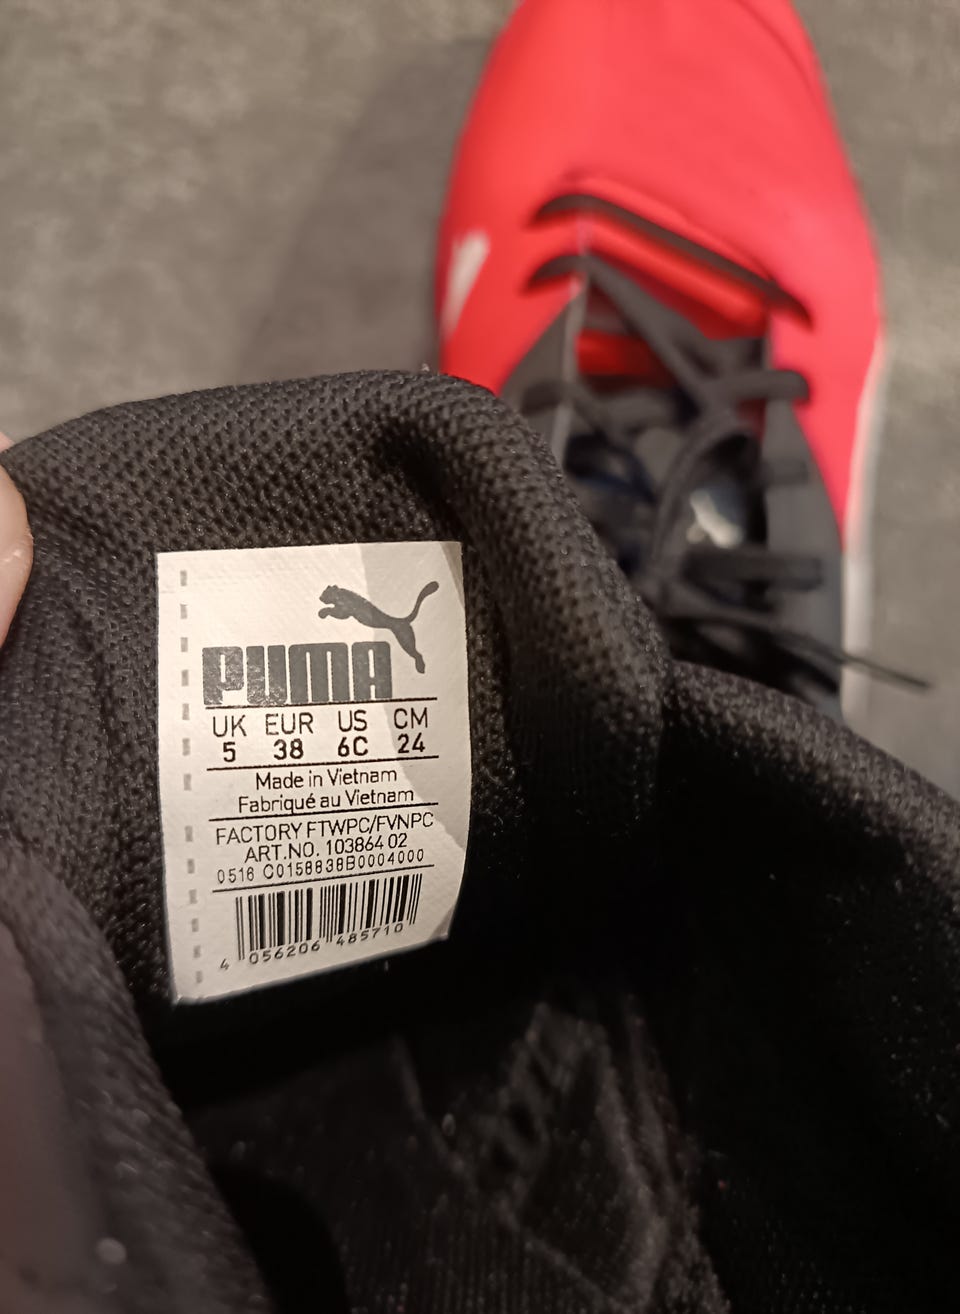 PUMA
UK EUR US CM
5 38 6C 24
Made in Vietnam
Fabriqué au Vietnam
FACTORY FTWPC/FVNPC
ART.NO. 103864 02
0516 C0158838B0004000
4 056206 485710